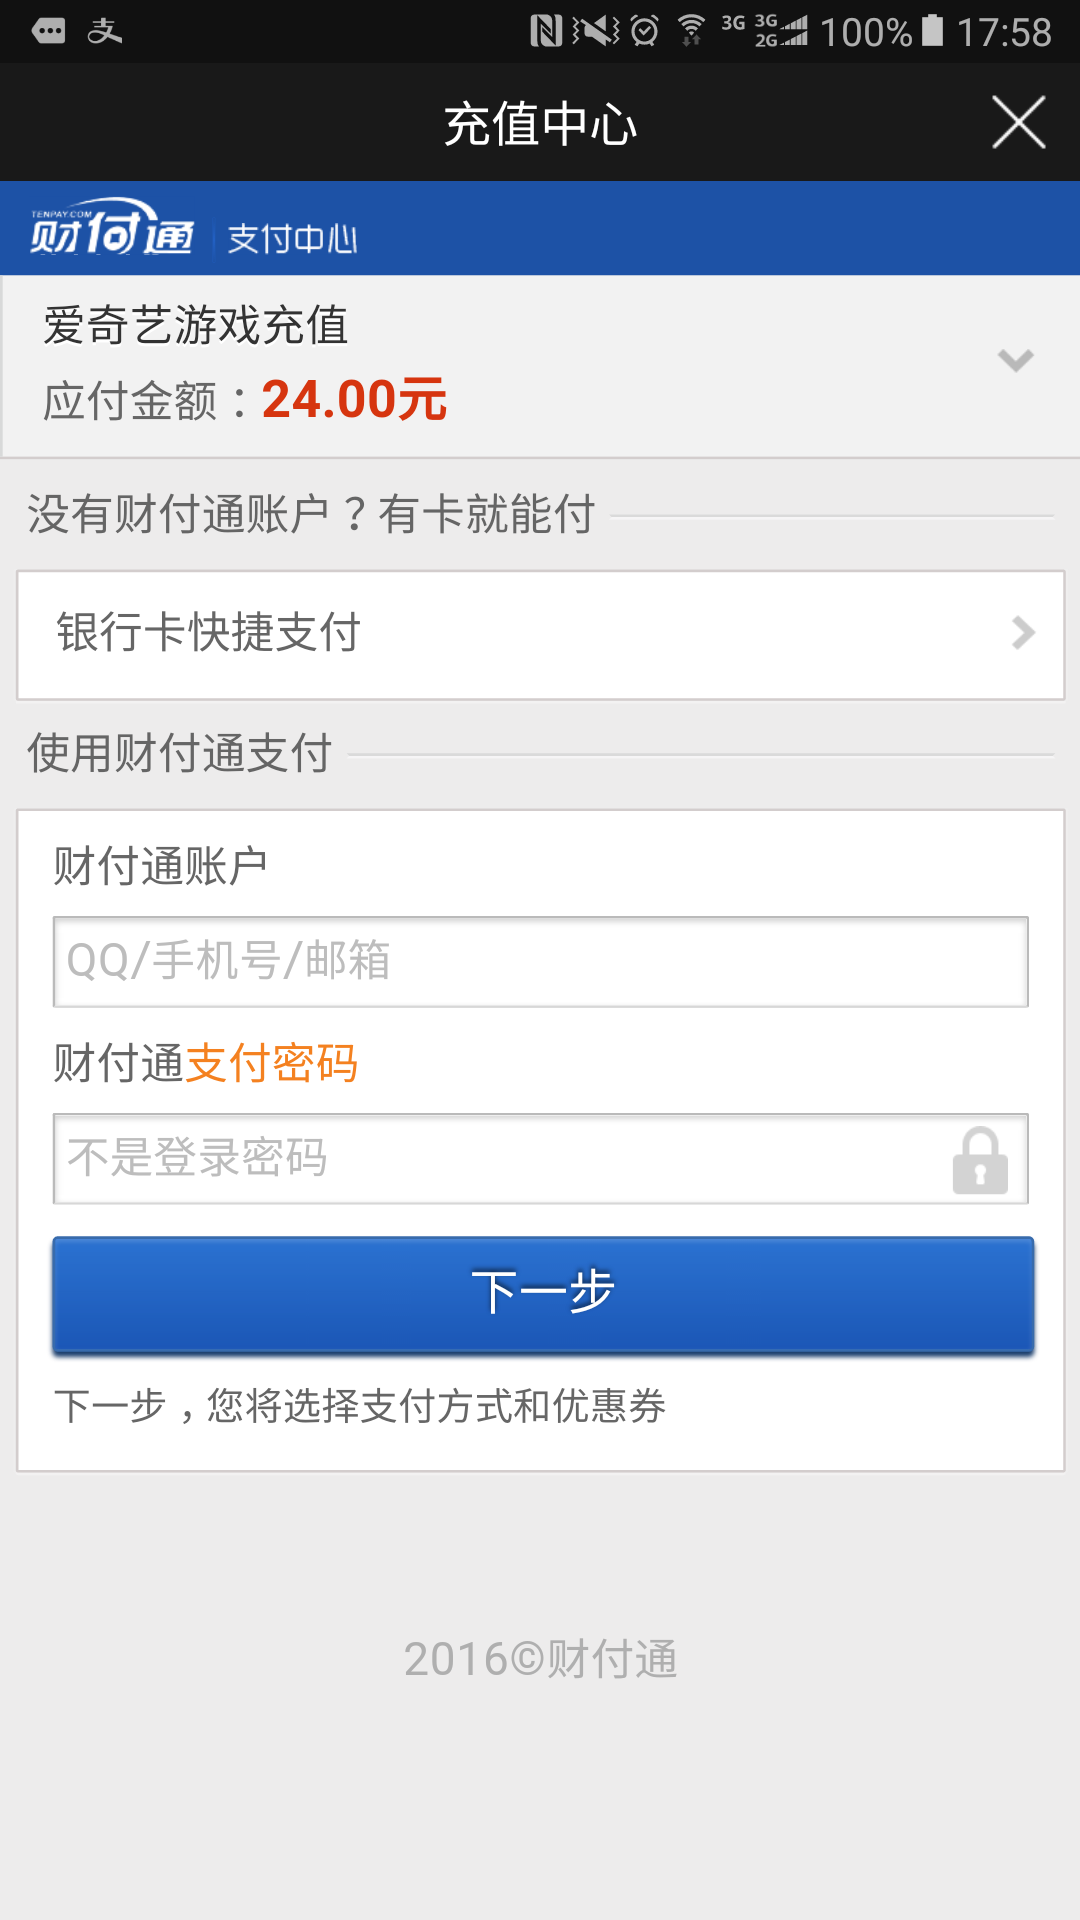 支 3G 3G 2G 100% 17:58
充值中心
TENPAY.COM
财付通 支付中心
爱奇艺游戏充值
应付金额：24.00元
没有财付通账户？有卡就能付
银行卡快捷支付
使用财付通支付
财付通账户
QQ/手机号/邮箱
财付通支付密码
不是登录密码
下一步
下一步，您将选择支付方式和优惠券
2016©财付通